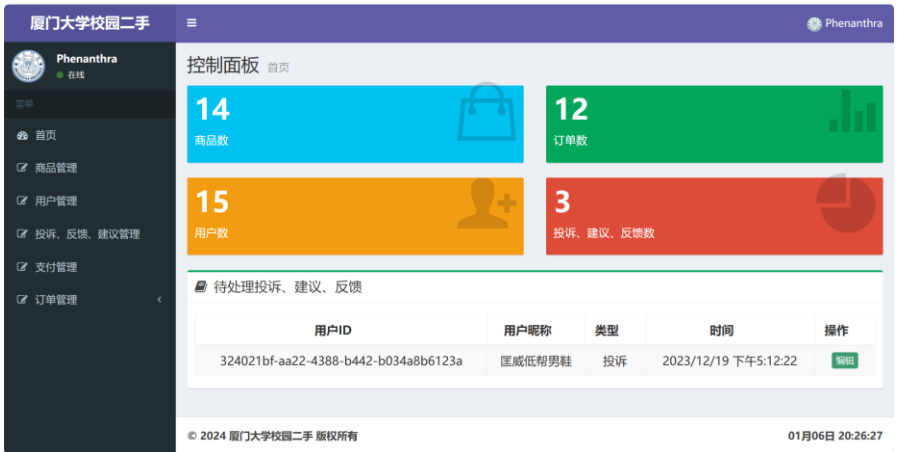 厦门大学校园二手
Phenanthra
Phenanthra
在线
菜单
首页
商品管理
用户管理
投诉、反馈、建议管理
支付管理
订单管理
控制面板 首页
14
商品数
12
订单数
15
用户数
3
投诉、建议、反馈数
待处理投诉、建议、反馈
用户ID 用户昵称 类型 时间 操作
324021bf-aa22-4388-b442-b034a8b6123a 匡威低帮男鞋 投诉 2023/12/19 下午5:12:22 编辑
© 2024 厦门大学校园二手 版权所有 01月06日 20:26:27